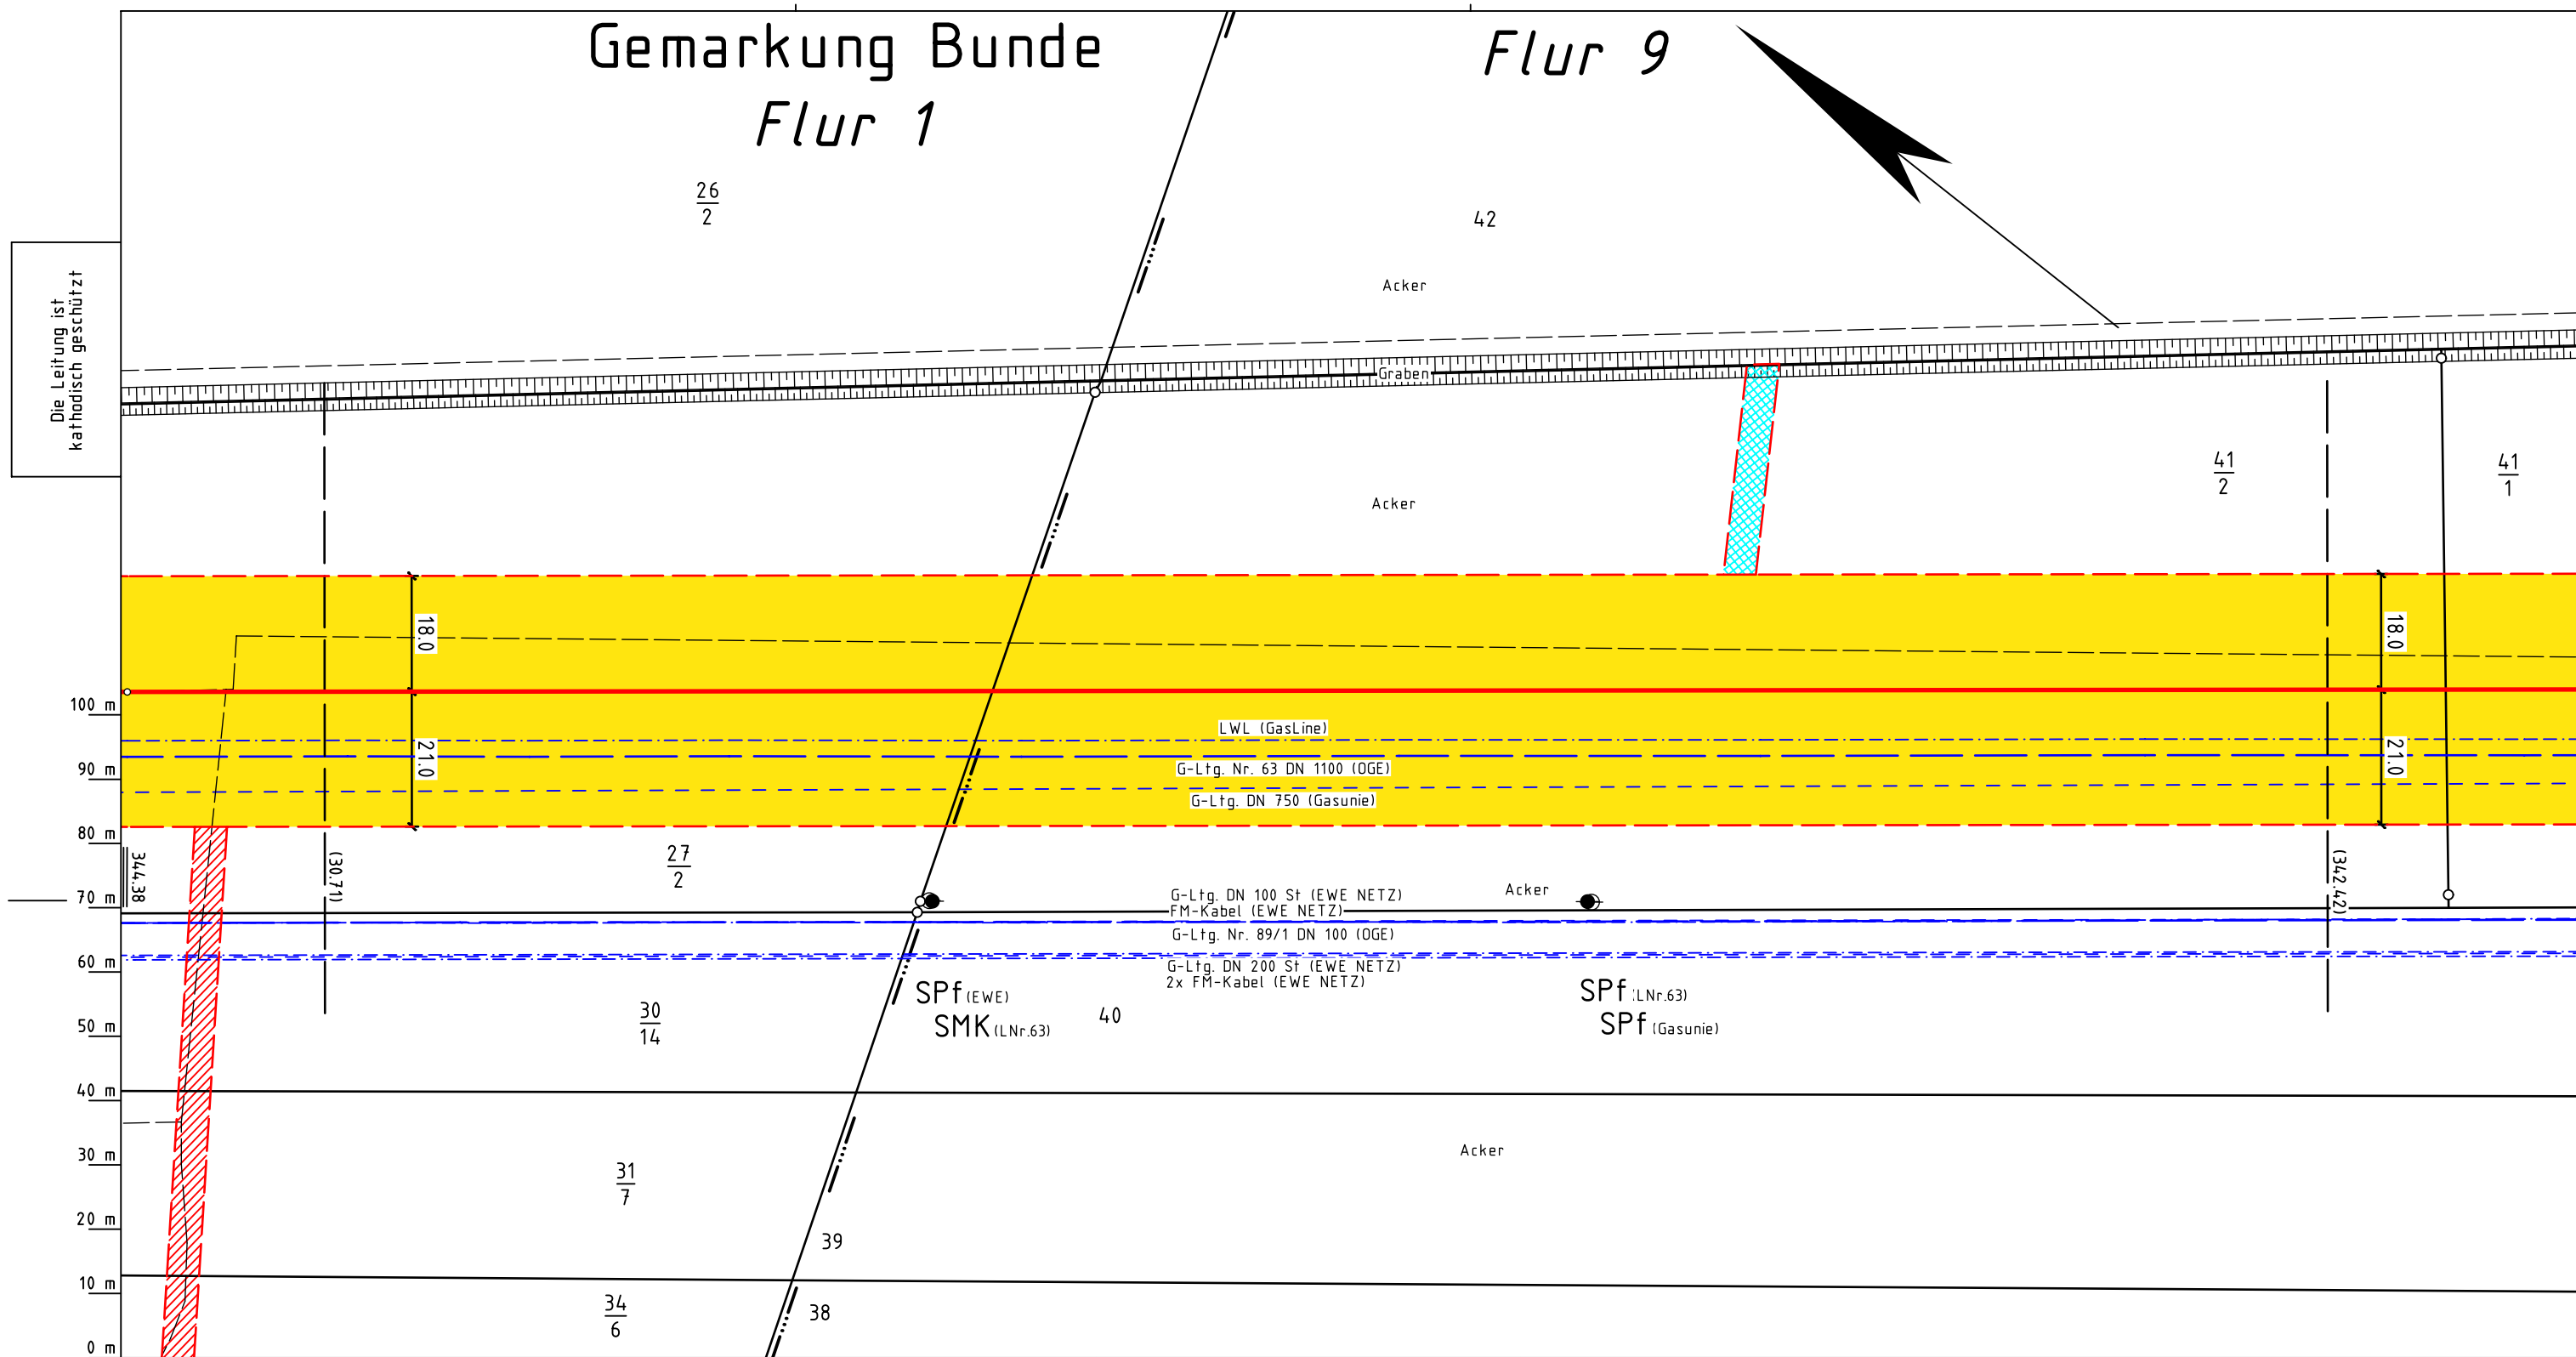 Gemarkung Bunde
Flur 1
Flur 9
26
2
42
Acker
Die Leitung ist
kathodisch geschützt
Graben
Acker
41
2
41
1
18.0
18.0
100 m
LWL (GasLine)
21.0
21.0
90 m
G-Ltg. Nr. 63 DN 1100 (OGE)
G-Ltg. DN 750 (Gasunie)
80 m
344.38
(30.71)
27
2
(342.42)
70 m
G-Ltg. DN 100 St (EWE NETZ)
Acker
FM-Kabel (EWE NETZ)
G-Ltg. Nr. 89/1 DN 100 (OGE)
60 m
G-Ltg. DN 200 St (EWE NETZ)
2x FM-Kabel (EWE NETZ)
SPf (EWE)
SMK (LNr.63)
SPf (LNr.63)
SPf (Gasunie)
30
14
40
50 m
40 m
30 m
Acker
31
7
20 m
39
10 m
34
6
38
0 m